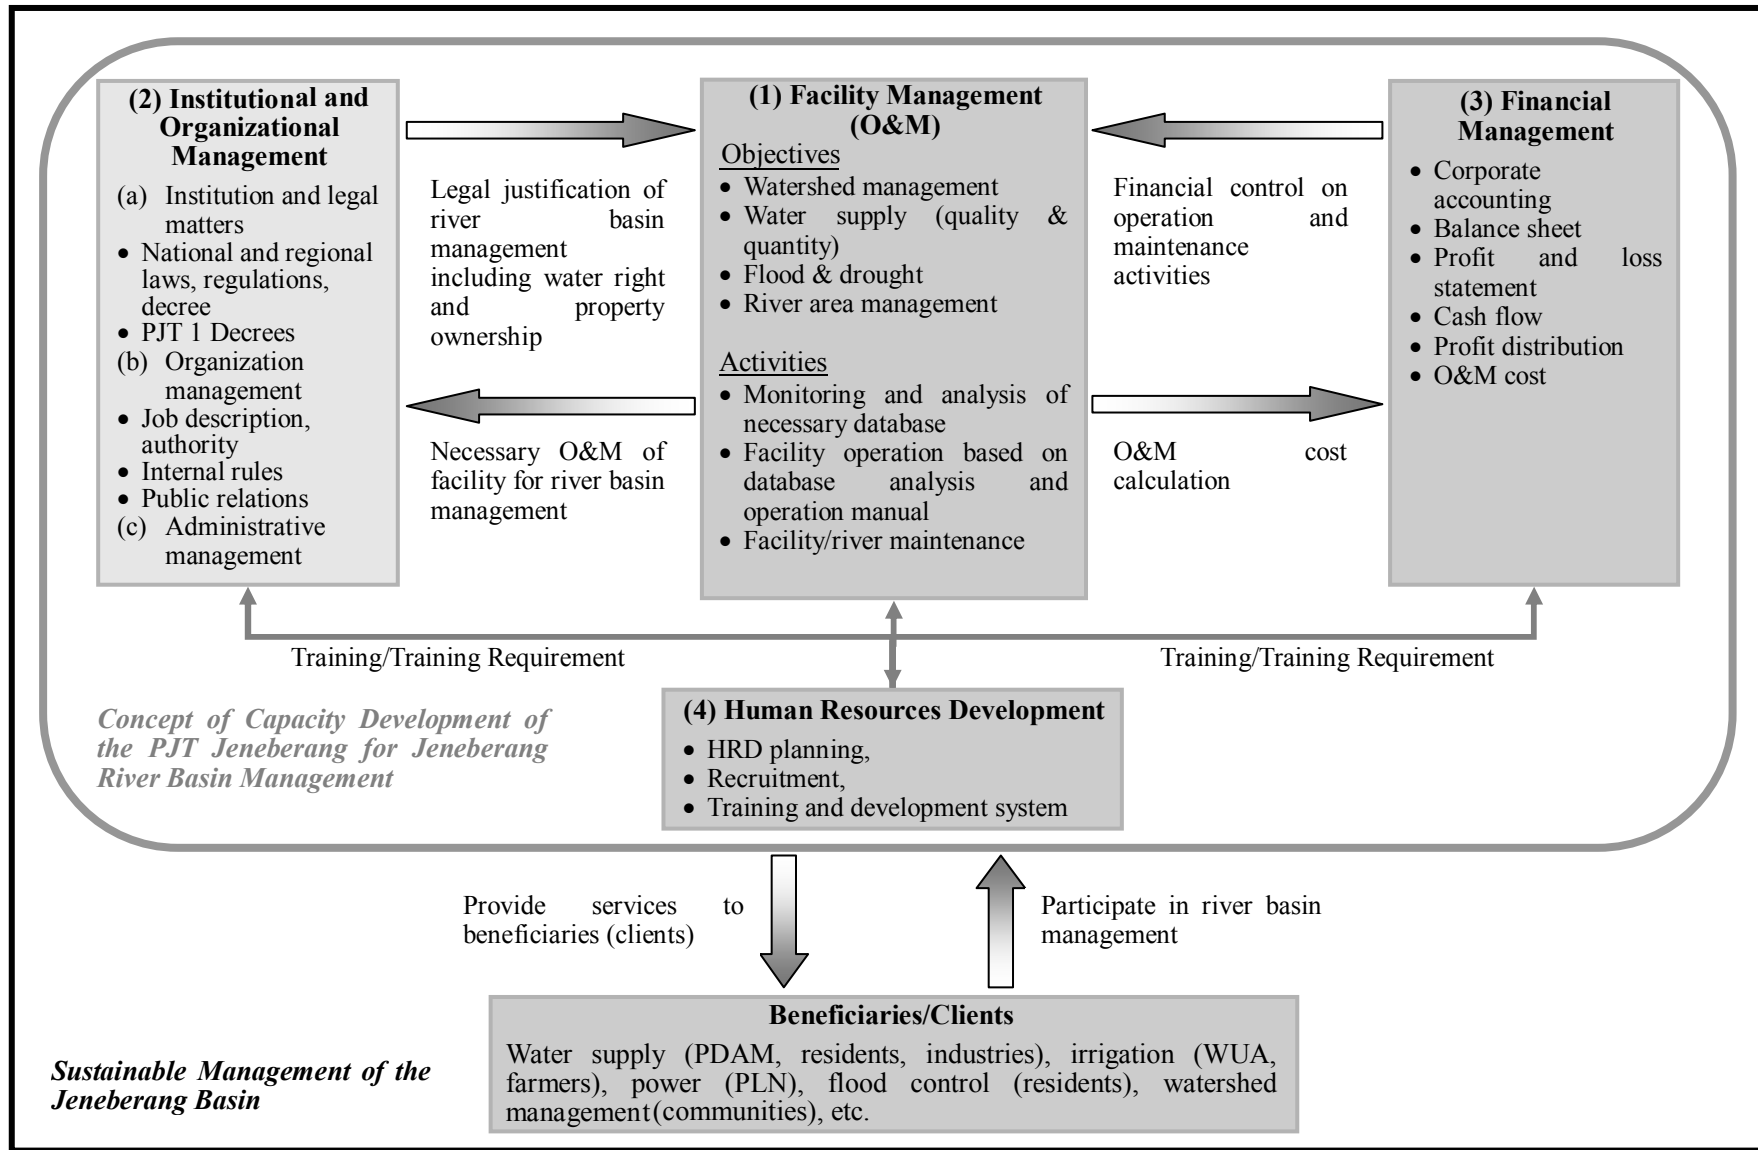 (2) Institutional and
Organizational
Management
(a) Institution and legal
matters
• National and regional
laws, regulations,
decree
• PJT 1 Decrees
(b) Organization
management
• Job description,
authority
• Internal rules
• Public relations
(c) Administrative
management
Legal justification of
river basin
management
including water right
and property
ownership
Necessary O&M of
facility for river basin
management
(1) Facility Management
(O&M)
Objectives
• Watershed management
• Water supply (quality &
quantity)
• Flood & drought
• River area management
Activities
• Monitoring and analysis of
necessary database
• Facility operation based on
database analysis and
operation manual
• Facility/river maintenance
Financial control on
operation and
maintenance
activities
O&M cost
calculation
(3) Financial
Management
• Corporate
accounting
• Balance sheet
• Profit and loss
statement
• Cash flow
• Profit distribution
• O&M cost
Training/Training Requirement
Training/Training Requirement
Concept of Capacity Development of
the PJT Jeneberang for Jeneberang
River Basin Management
(4) Human Resources Development
• HRD planning,
• Recruitment,
• Training and development system
Provide services to
beneficiaries (clients)
Participate in river basin
management
Beneficiaries/Clients
Water supply (PDAM, residents, industries), irrigation (WUA,
farmers), power (PLN), flood control (residents), watershed
management (communities), etc.
Sustainable Management of the
Jeneberang Basin